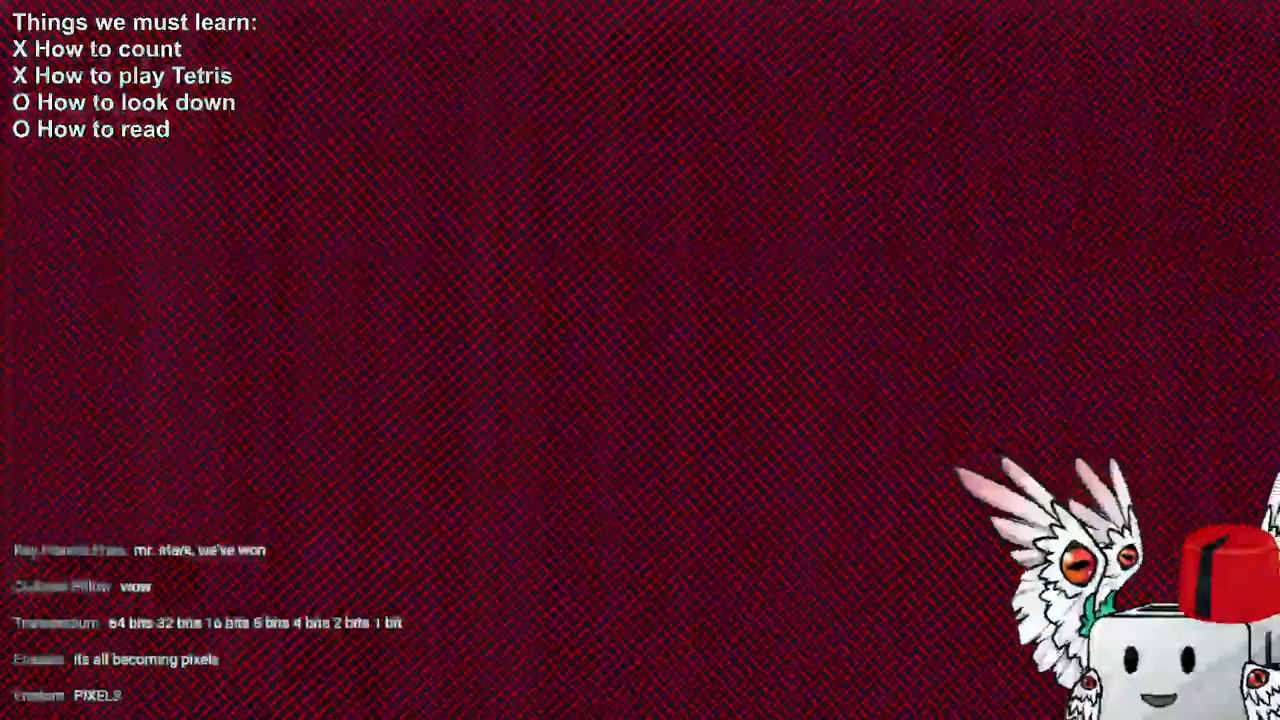 Things we must learn:
X How to count
X How to play Tetris
O How to look down
O How to read
mr. stars, we've won
wow
64 bits 32 bits 16 bits 8 bits 4 bits 2 bits 1 bit
its all becoming pixels
PIXELS